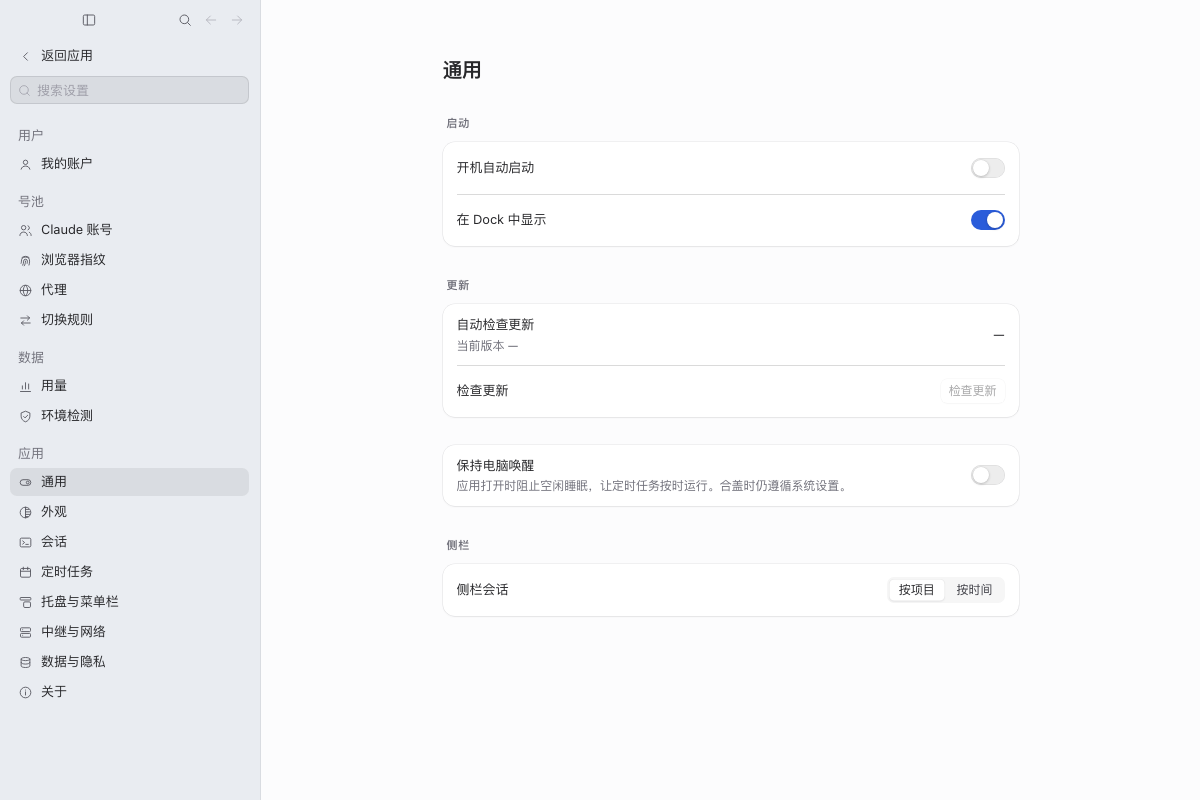 返回应用
搜索设置
用户
我的账户
号池
Claude 账号
浏览器指纹
代理
切换规则
数据
用量
环境检测
应用
通用
外观
会话
定时任务
托盘与菜单栏
中继与网络
数据与隐私
关于
通用
启动
开机自动启动
在 Dock 中显示
更新
自动检查更新
当前版本 —
—
检查更新
检查更新
保持电脑唤醒
应用打开时阻止空闲睡眠，让定时任务按时运行。合盖时仍遵循系统设置。
侧栏
侧栏会话
按项目 按时间